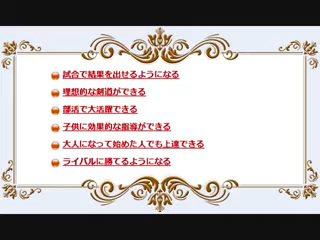 試合で結果を出せるようになる
理想的な剣道ができる
部活で大活躍できる
子供に効果的な指導ができる
大人になって始めた人でも上達できる
ライバルに勝てるようになる